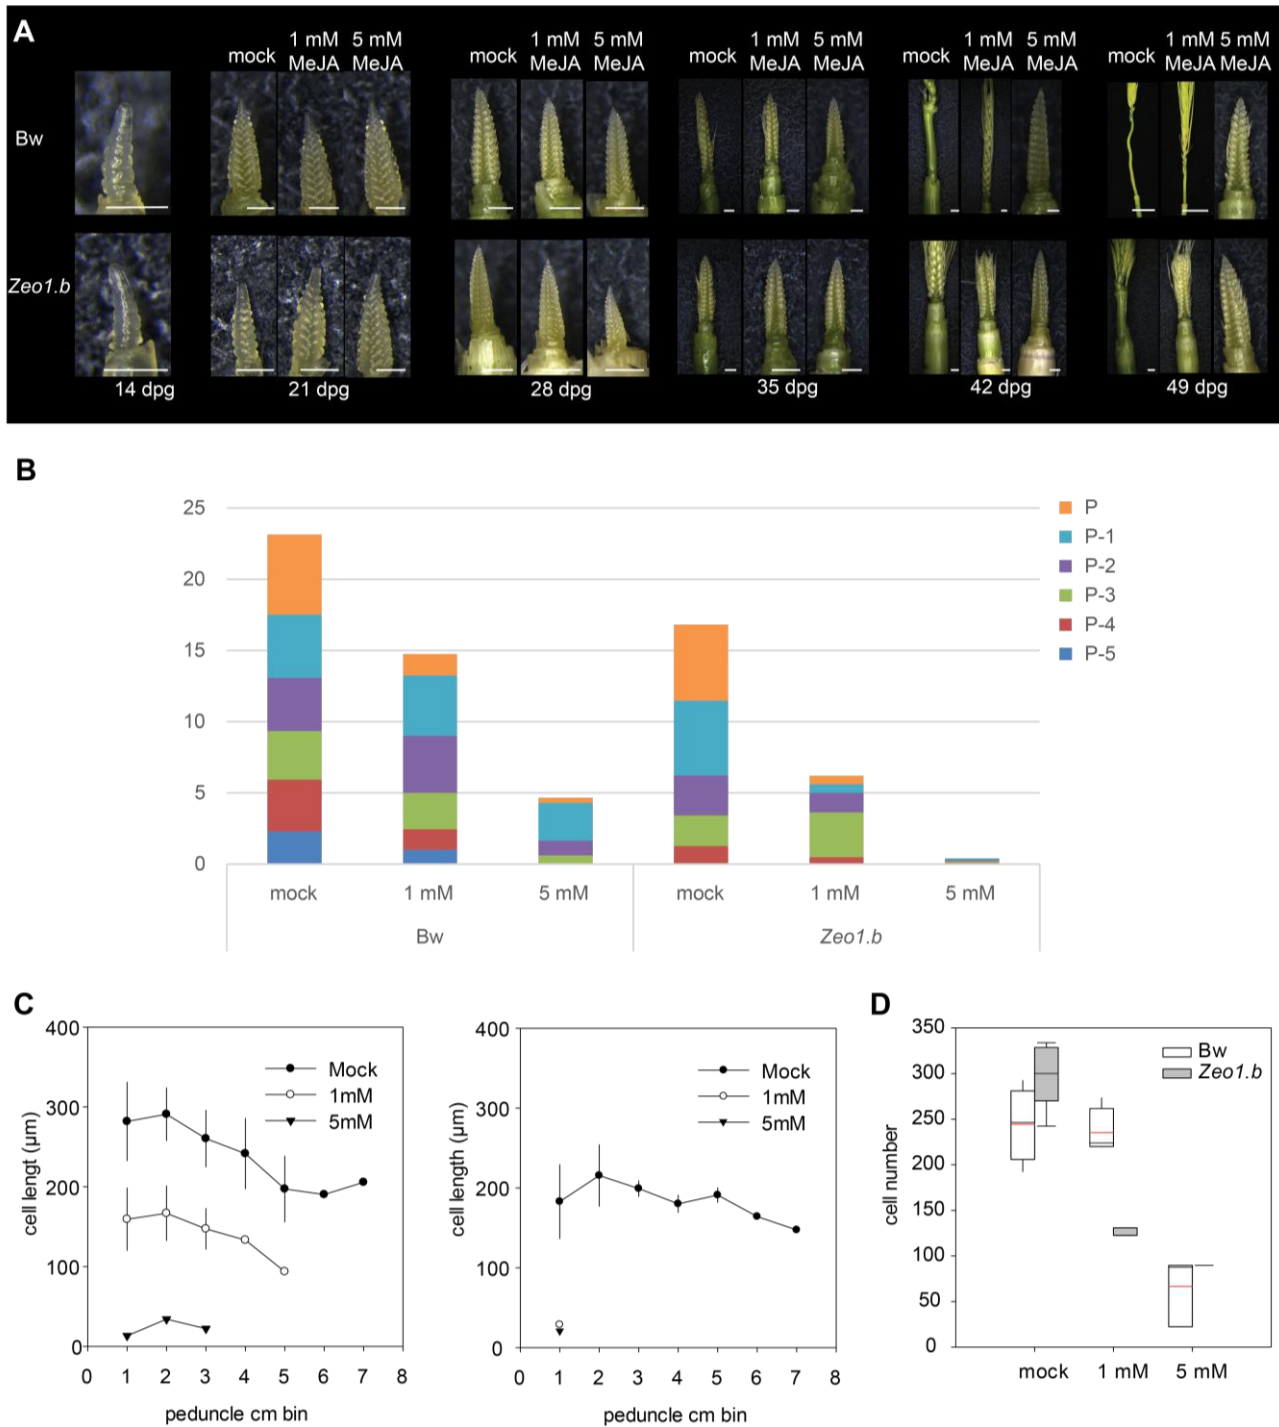 A
mock 1 mM MeJA 5 mM MeJA
mock 1 mM MeJA 5 mM MeJA
mock 1 mM MeJA 5 mM MeJA
mock 1 mM MeJA 5 mM MeJA
mock 1 mM MeJA 5 mM MeJA
Bw
Zeo1.b
14 dpg 21 dpg 28 dpg 35 dpg 42 dpg 49 dpg
B
25
20
15
10
5
0
P
P-1
P-2
P-3
P-4
P-5
mock 1 mM 5 mM mock 1 mM 5 mM
Bw Zeo1.b
C
400
300
200
100
0
cell lengt (µm)
Mock
1mM
5mM
0 1 2 3 4 5 6 7 8
peduncle cm bin
400
300
200
100
0
cell length (µm)
Mock
1mM
5mM
0 1 2 3 4 5 6 7 8
peduncle cm bin
D
350
300
250
200
150
100
50
0
cell number
Bw
Zeo1.b
mock 1 mM 5 mM